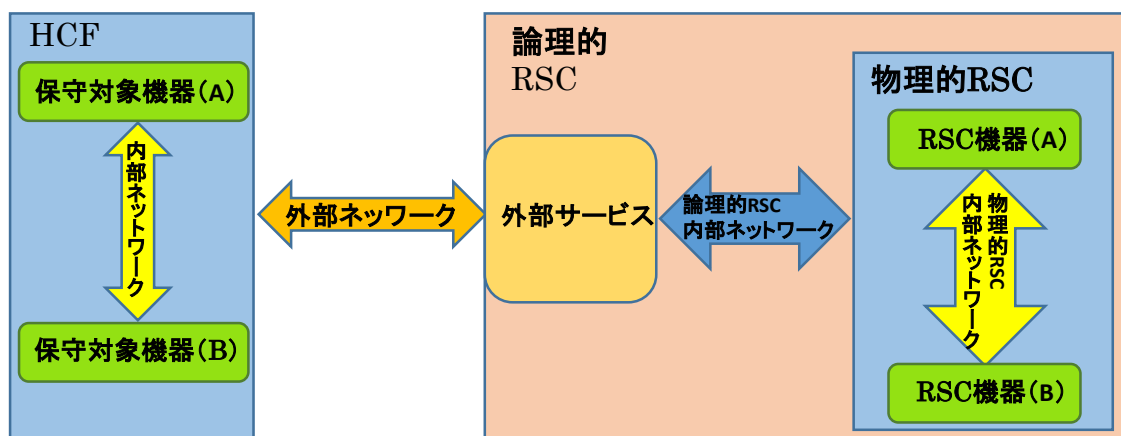 HCF
保守対象機器(A)
内部ネットワーク
保守対象機器(B)
外部ネッワーク
論理的
RSC
外部サービス
論理的RSC
内部ネットワーク
物理的RSC
RSC機器(A)
物理的RSC
内部ネットワーク
RSC機器(B)